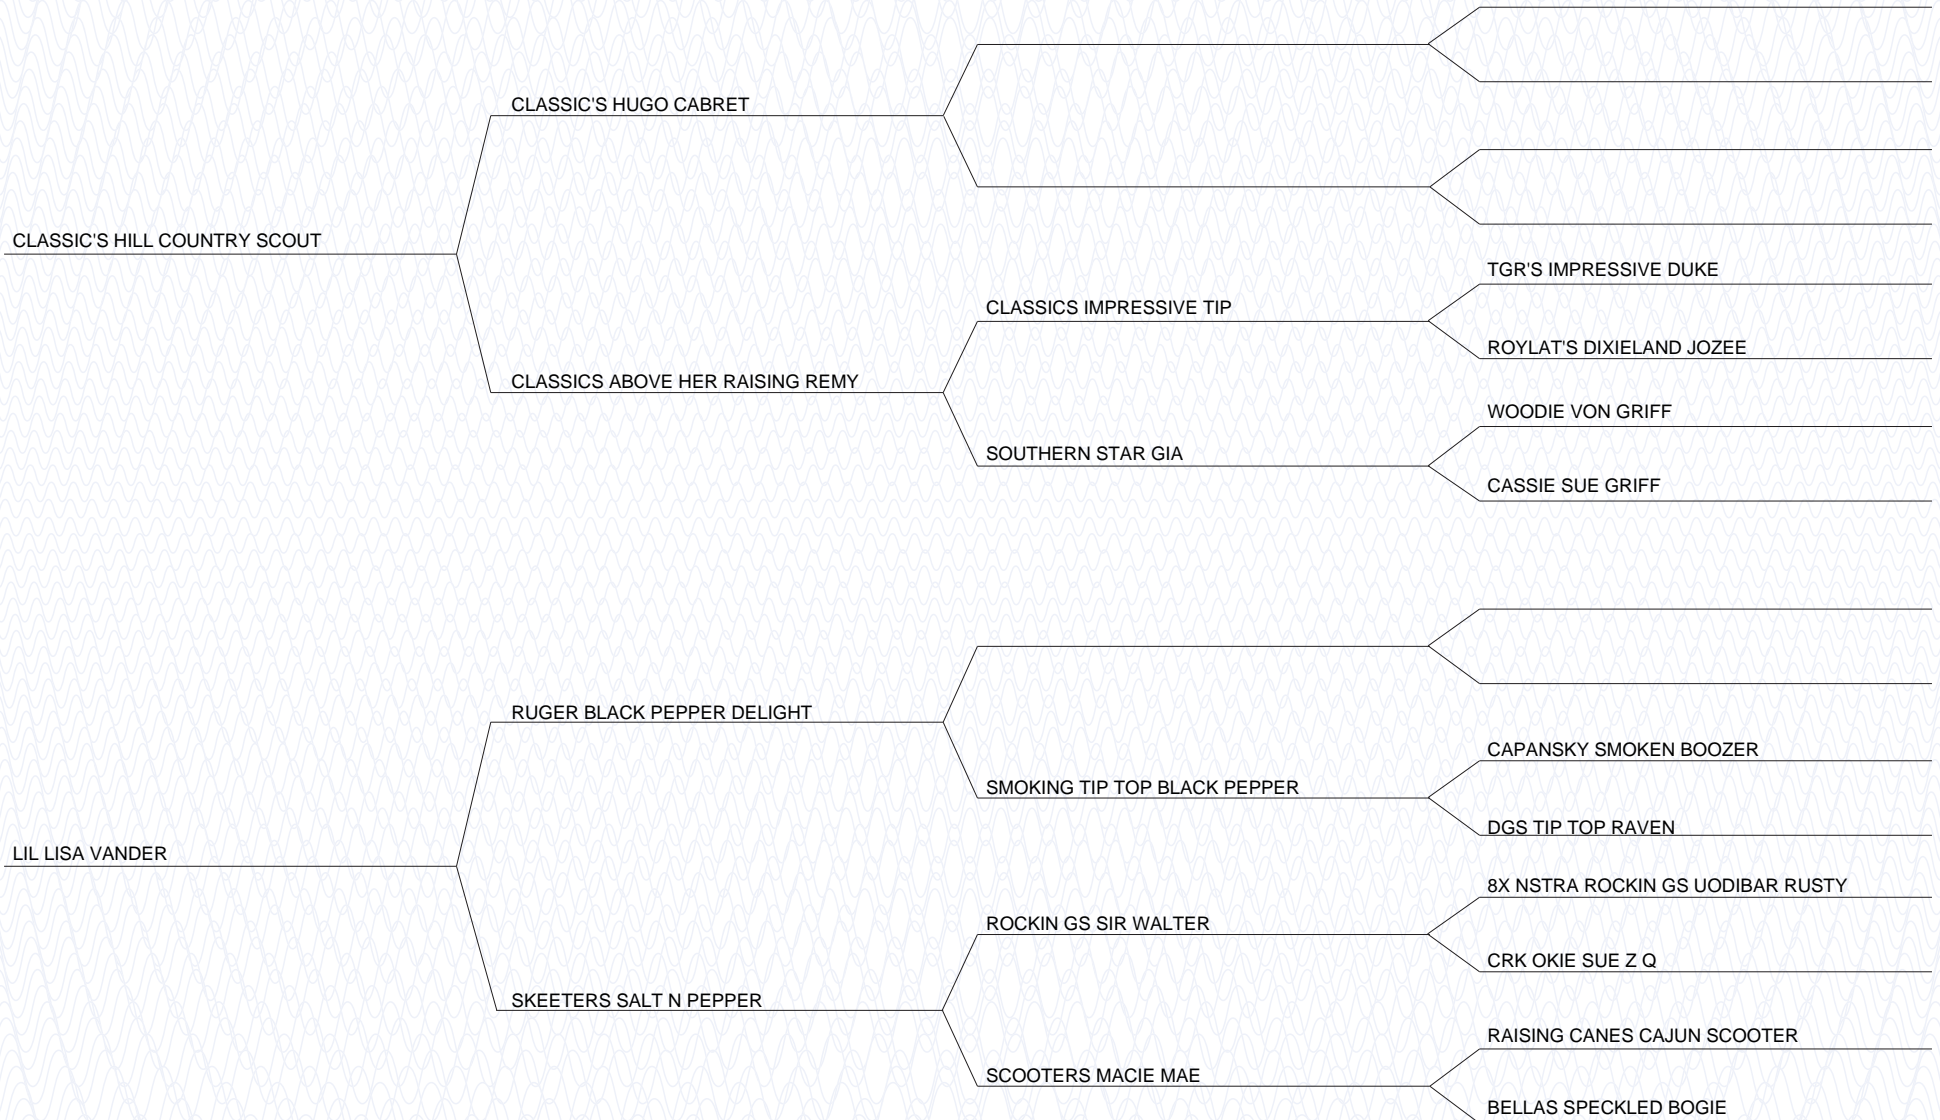 CLASSIC'S HUGO CABRET
CLASSIC'S HILL COUNTRY SCOUT
TGR'S IMPRESSIVE DUKE
CLASSICS IMPRESSIVE TIP
ROYLAT'S DIXIELAND JOZEE
CLASSICS ABOVE HER RAISING REMY
WOODIE VON GRIFF
SOUTHERN STAR GIA
CASSIE SUE GRIFF
RUGER BLACK PEPPER DELIGHT
CAPANSKY SMOKEN BOOZER
SMOKING TIP TOP BLACK PEPPER
DGS TIP TOP RAVEN
LIL LISA VANDER
8X NSTRA ROCKIN GS UODIBAR RUSTY
ROCKIN GS SIR WALTER
CRK OKIE SUE Z Q
SKEETERS SALT N PEPPER
RAISING CANES CAJUN SCOOTER
SCOOTERS MACIE MAE
BELLAS SPECKLED BOGIE